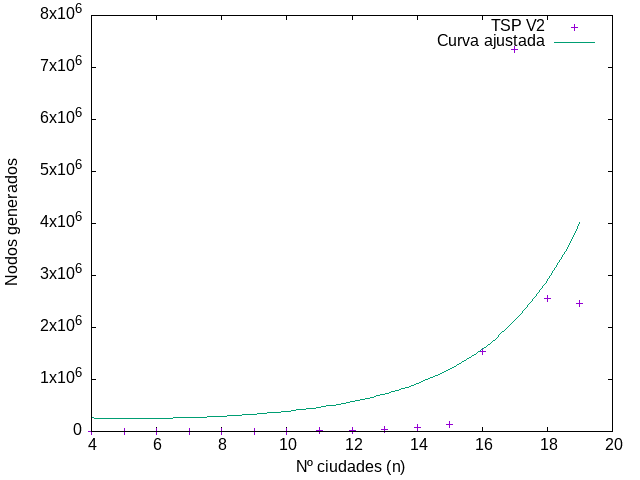 8x10^6
7x10^6
6x10^6
5x10^6
4x10^6
3x10^6
2x10^6
1x10^6
0
4 6 8 10 12 14 16 18 20
Nodos generados
Nº ciudades (n)
TSP V2
Curva ajustada